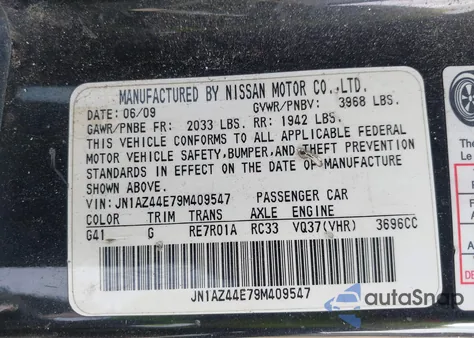 MANUFACTURED BY NISSAN MOTOR CO.,LTD.
DATE: 06/09 GVWR/PNBV: 3968 LBS.
GAWR/PNBE FR: 2033 LBS. RR: 1942 LBS.
THIS VEHICLE CONFORMS TO ALL APPLICABLE FEDERAL
MOTOR VEHICLE SAFETY, BUMPER, AND THEFT PREVENTION
STANDARDS IN EFFECT ON THE DATE OF MANUFACTURE
SHOWN ABOVE.
VIN: JN1AZ44E79M409547 PASSENGER CAR
COLOR TRIM TRANS AXLE ENGINE
G41 G RE7R01A RC33 VQ37(VHR) 3696CC
JN1AZ44E79M409547
The
Le
autoSnap